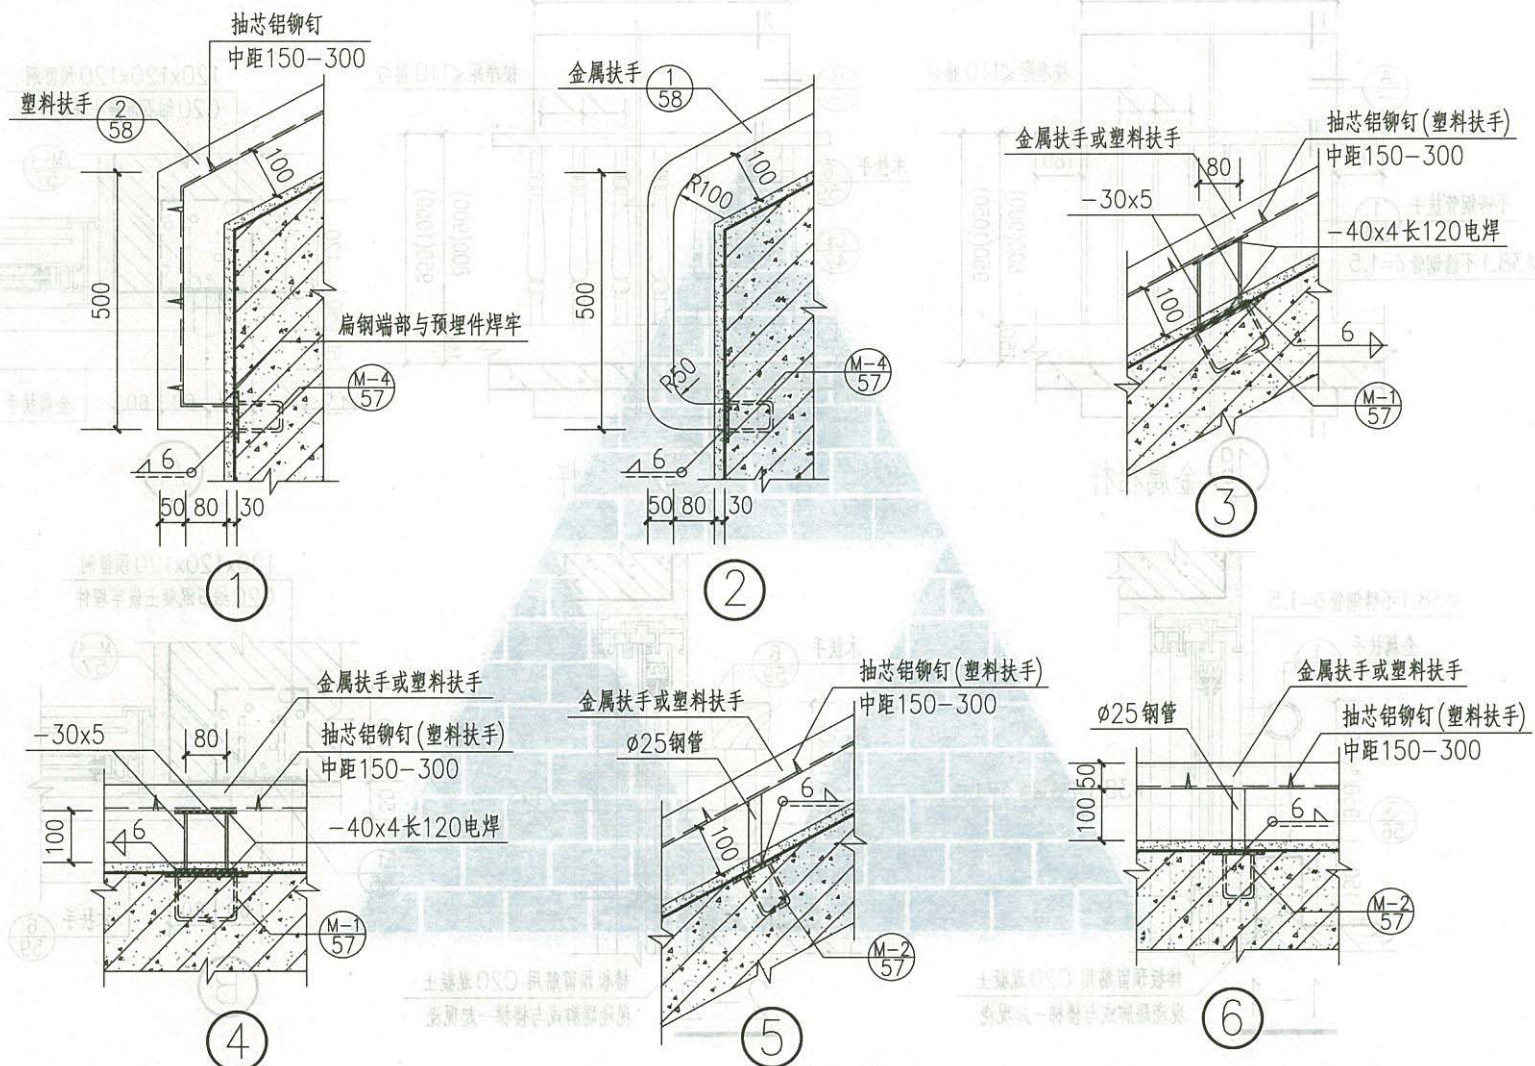 抽芯铝铆钉
中距150-300
塑料扶手 2/58
100
500
扁钢端部与预埋件焊牢
M-4/57
6
50 80 30
1
金属扶手 1/58
100
R100
500
R50
M-4/57
6
50 80 30
2
金属扶手或塑料扶手
抽芯铝铆钉(塑料扶手)
中距150-300
80
-30x5
-40x4长120电焊
100
6
M-1/57
3
金属扶手或塑料扶手
-30x5
80
抽芯铝铆钉(塑料扶手)
中距150-300
100
6
-40x4长120电焊
M-1/57
4
抽芯铝铆钉(塑料扶手)
中距150-300
金属扶手或塑料扶手
ø25钢管
6
100
M-2/57
5
金属扶手或塑料扶手
ø25钢管
抽芯铝铆钉(塑料扶手)
中距150-300
50
100
6
M-2/57
6